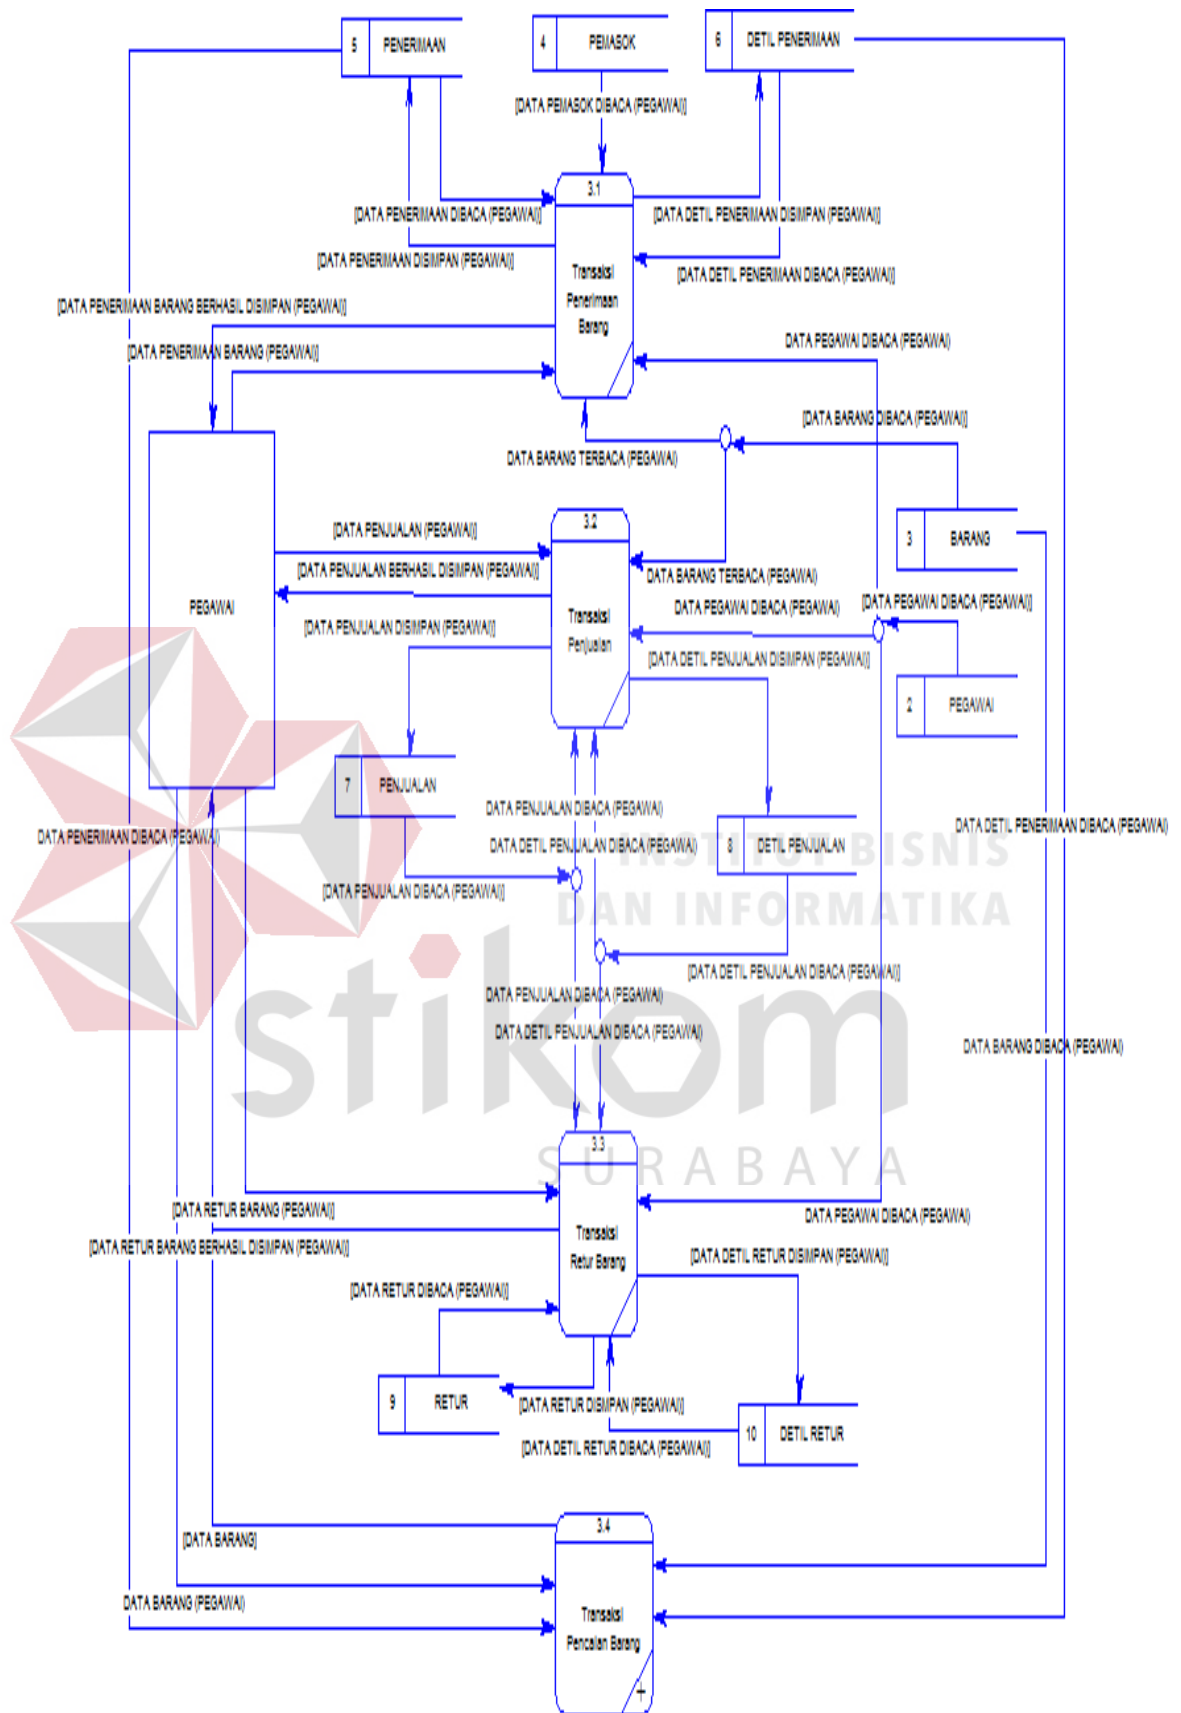 5 PENERIMAAN
4 PEMASOK
6 DETIL PENERIMAAN
[DATA PEMASOK DIBACA (PEGAWAI)]
3.1
[DATA PENERIMAAN DIBACA (PEGAWAI)]
[DATA DETIL PENERIMAAN DISIMPAN (PEGAWAI)]
[DATA PENERIMAAN DISIMPAN (PEGAWAI)]
[DATA DETIL PENERIMAAN DIBACA (PEGAWAI)]
Transaksi
Penerimaan
Barang
[DATA PENERIMAAN BARANG BERHASIL DISIMPAN (PEGAWAI)]
[DATA PENERIMAAN BARANG (PEGAWAI)]
DATA PEGAWAI DIBACA (PEGAWAI)
[DATA BARANG DIBACA (PEGAWAI)]
DATA BARANG TERBACA (PEGAWAI)
3.2
[DATA PENJUALAN (PEGAWAI)]
3 BARANG
[DATA PENJUALAN BERHASIL DISIMPAN (PEGAWAI)]
DATA BARANG TERBACA (PEGAWAI)
PEGAWAI
DATA PEGAWAI DIBACA (PEGAWAI)
[DATA PEGAWAI DIBACA (PEGAWAI)]
Transaksi
Penjualan
[DATA PENJUALAN DISIMPAN (PEGAWAI)]
[DATA DETIL PENJUALAN DISIMPAN (PEGAWAI)]
2 PEGAWAI
7 PENJUALAN
DATA PENJUALAN DIBACA (PEGAWAI)
DATA PENERIMAAN DIBACA (PEGAWAI)
DATA DETIL PENERIMAAN DIBACA (PEGAWAI)
DATA DETIL PENJUALAN DIBACA (PEGAWAI)
8 DETIL PENJUALAN
INSTITUT BISNIS
DAN INFORMATIKA
[DATA PENJUALAN DIBACA (PEGAWAI)]
[DATA DETIL PENJUALAN DIBACA (PEGAWAI)]
DATA PENJUALAN DIBACA (PEGAWAI)
DATA DETIL PENJUALAN DIBACA (PEGAWAI)
stikom
DATA BARANG DIBACA (PEGAWAI)
3.3
SURABAYA
[DATA RETUR BARANG (PEGAWAI)]
DATA PEGAWAI DIBACA (PEGAWAI)
Transaksi
Retur Barang
[DATA RETUR BARANG BERHASIL DISIMPAN (PEGAWAI)]
[DATA DETIL RETUR DISIMPAN (PEGAWAI)]
[DATA RETUR DIBACA (PEGAWAI)]
9 RETUR
[DATA RETUR DISMPAN (PEGAWAI)]
10 DETIL RETUR
[DATA DETIL RETUR DIBACA (PEGAWAI)]
3.4
[DATA BARANG]
DATA BARANG (PEGAWAI)
Transaksi
Pencaian Barang
+